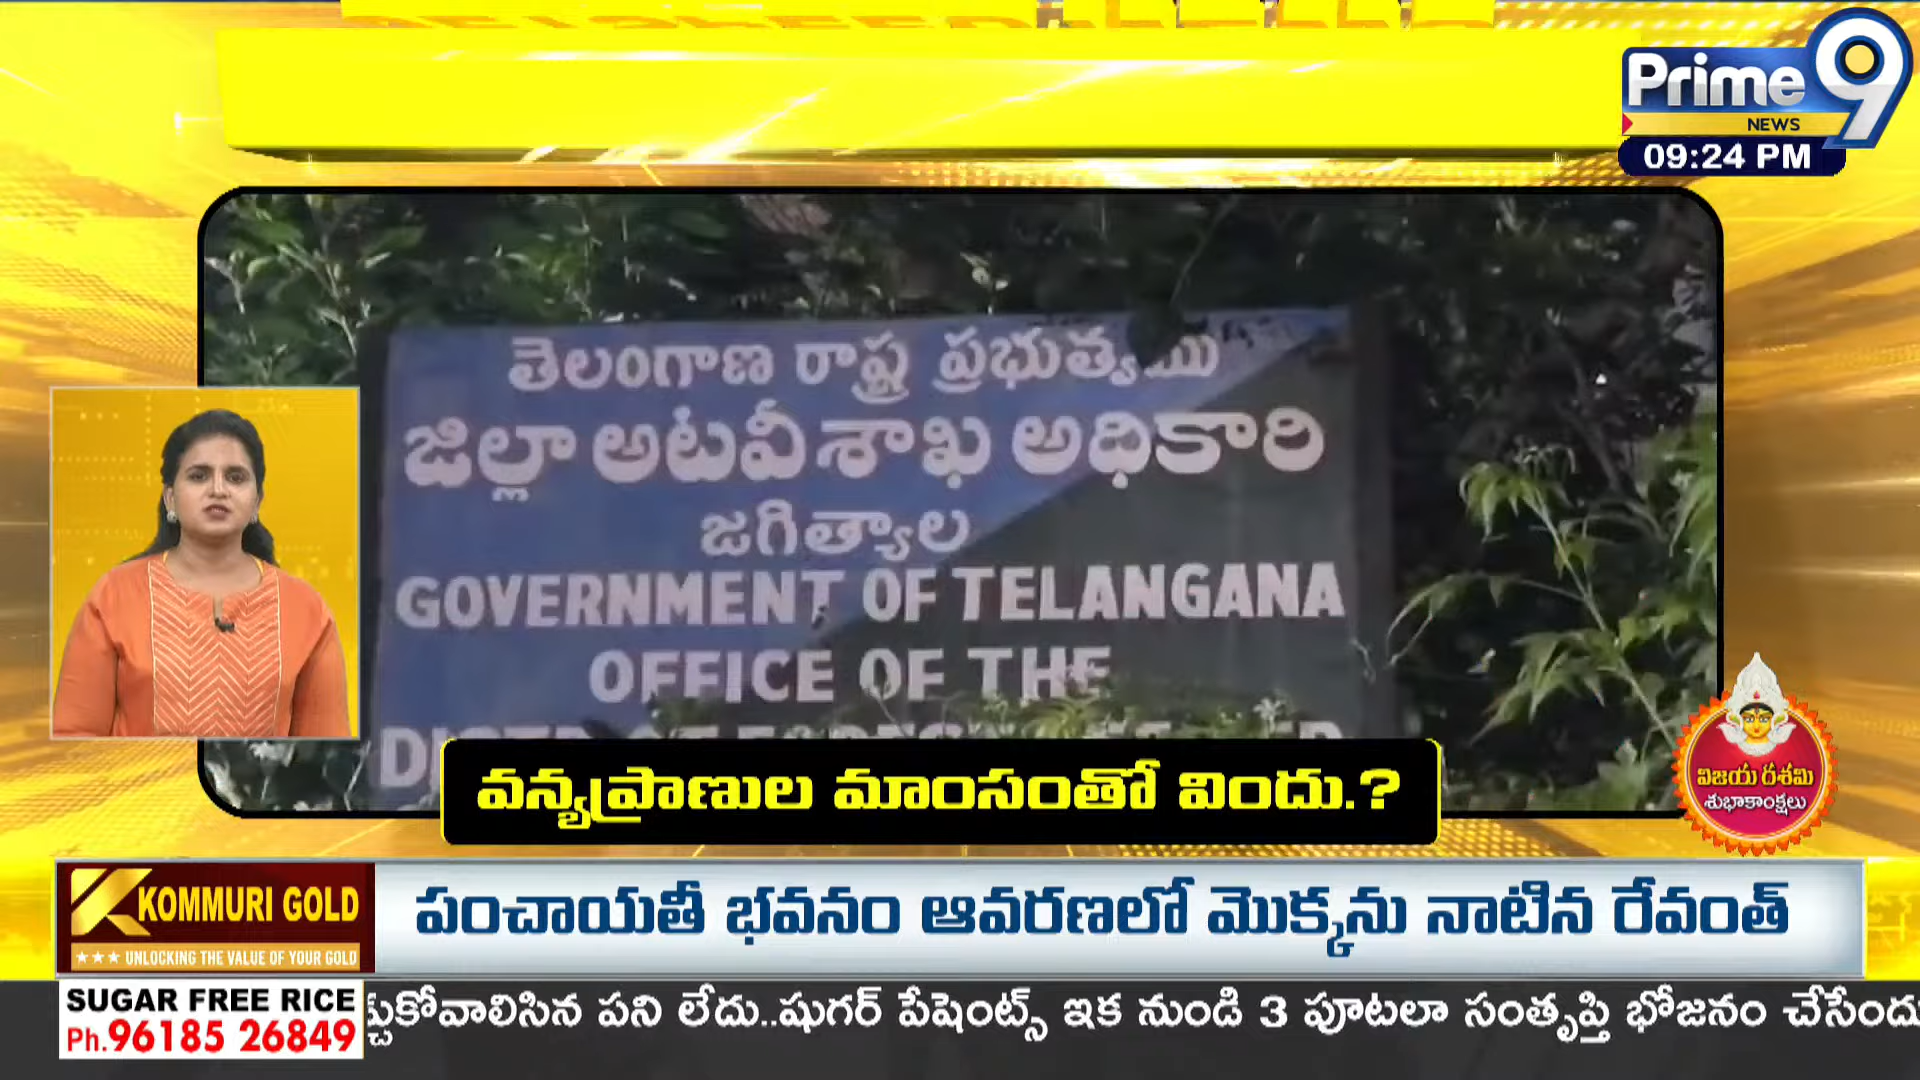 Prime9
NEWS
09:24 PM
తెలంగాణ రాష్ట్ర ప్రభుత్వము
జిల్లా అటవీశాఖ అధికారి
జగిత్యాల
GOVERNMENT OF TELANGANA
OFFICE OF THE
వన్యప్రాణుల మాంసంతో విందు.?
విజయ దశమి
శుభాకాంక్షలు
KOMMURI GOLD
UNLOCKING THE VALUE OF YOUR GOLD
పంచాయతీ భవనం ఆవరణలో మొక్కను నాటిన రేవంత్
SUGAR FREE RICE
Ph.96185 26849
పని లేదు..షుగర్ పేషెంట్స్ ఇక నుండి 3 పూటలా సంతృప్తి భోజనం